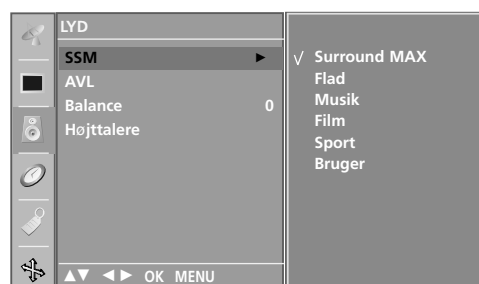 LYD
SSM ►
AVL
Balance 0
Højttalere
√ Surround MAX
Flad
Musik
Film
Sport
Bruger
▲▼ ◄► OK MENU